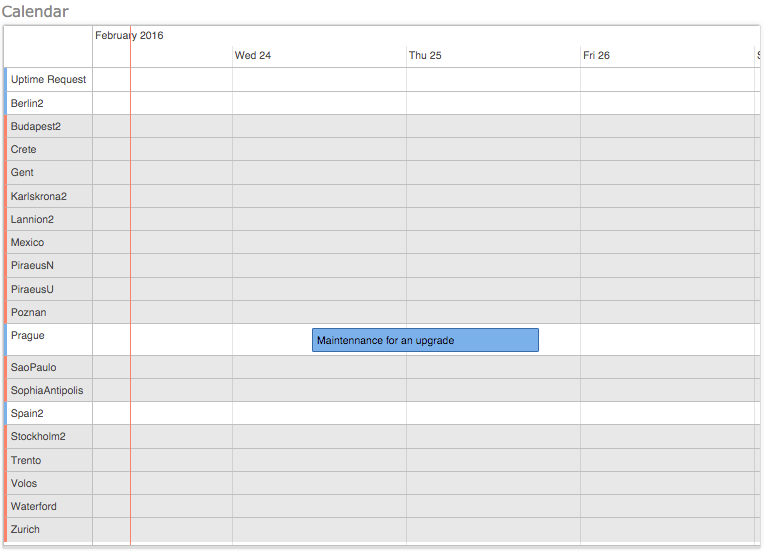 Calendar
February 2016
Wed 24 Thu 25 Fri 26 S
Uptime Request
Berlin2
Budapest2
Crete
Gent
Karlskrona2
Lannion2
Mexico
PiraeusN
PiraeusU
Poznan
Prague Maintennance for an upgrade
SaoPaulo
SophiaAntipolis
Spain2
Stockholm2
Trento
Volos
Waterford
Zurich